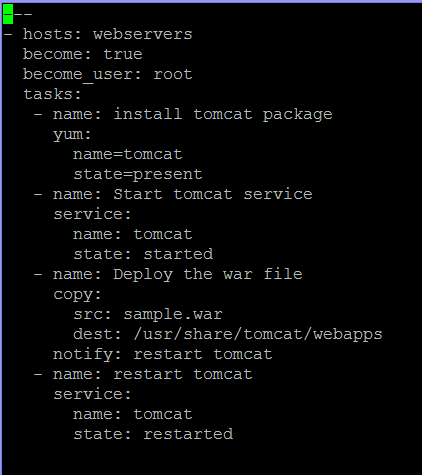 ---
- hosts: webservers
  become: true
  become_user: root
  tasks:
   - name: install tomcat package
     yum:
       name=tomcat
       state=present
   - name: Start tomcat service
     service:
       name: tomcat
       state: started
   - name: Deploy the war file
     copy:
       src: sample.war
       dest: /usr/share/tomcat/webapps
     notify: restart tomcat
   - name: restart tomcat
     service:
       name: tomcat
       state: restarted